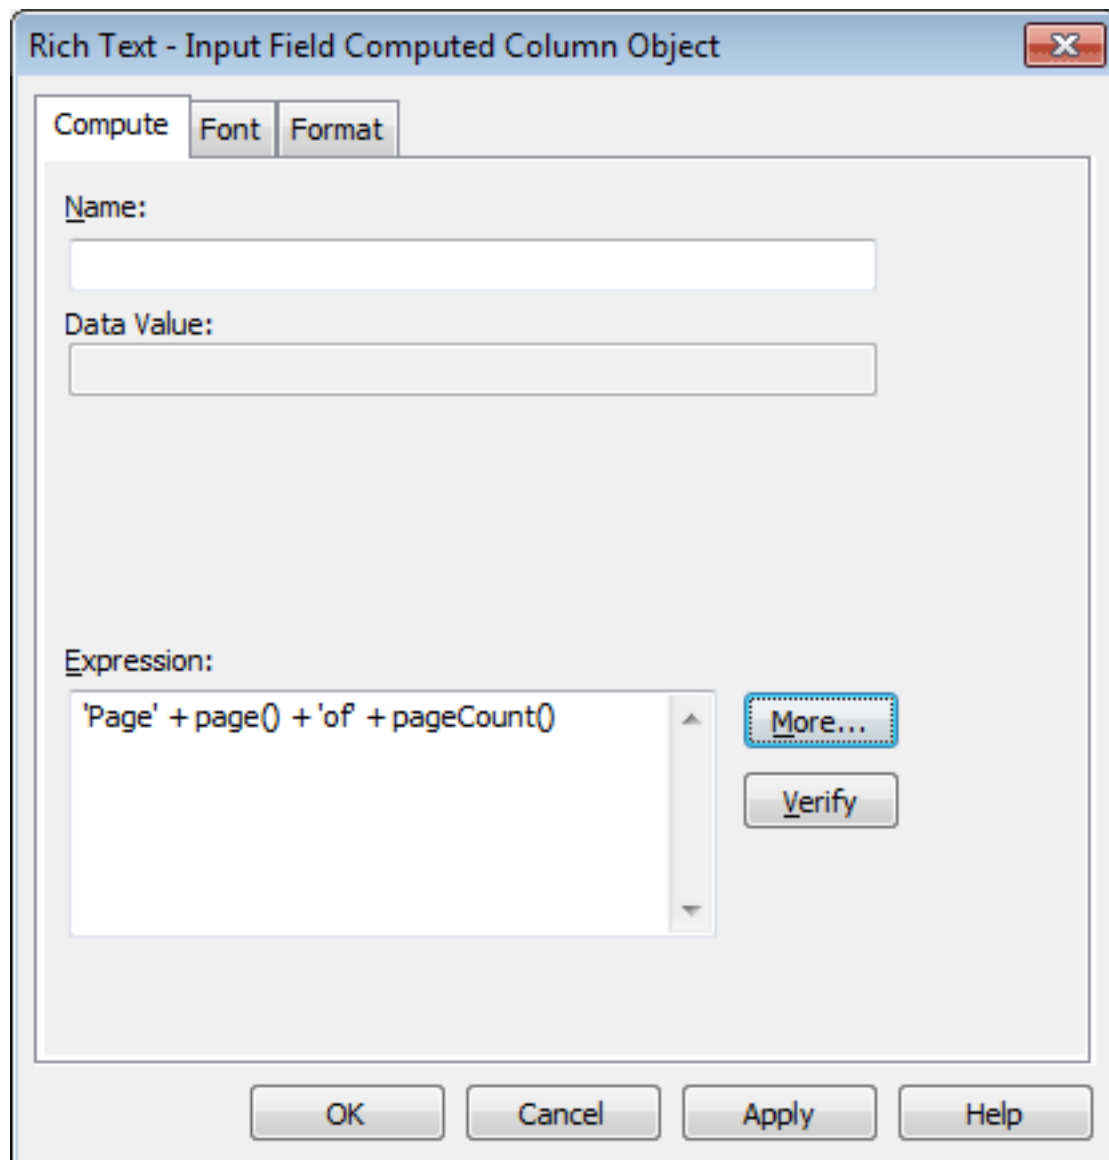 Rich Text - Input Field Computed Column Object
Compute Font Format
Name:
Data Value:
Expression:
'Page' + page() + 'of' + pageCount()
More...
Verify
OK Cancel Apply Help